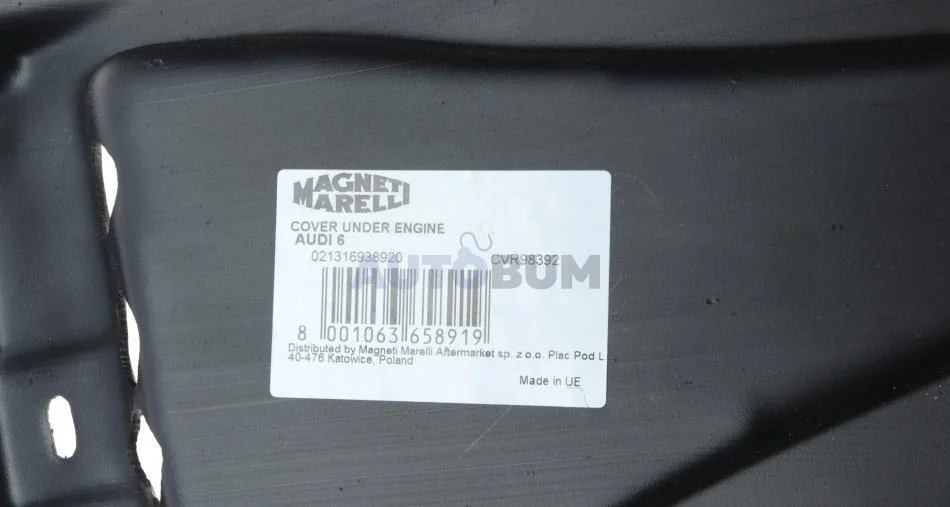 MAGNETI
MARELLI
COVER UNDER ENGINE
AUDI 6
021316938920 CVR98392
AUTOBUM
8 001063 658919
Distributed by Magneti Marelli Aftermarket sp. z o.o. Plac Pod L
40-476 Katowice, Poland
Made in UE